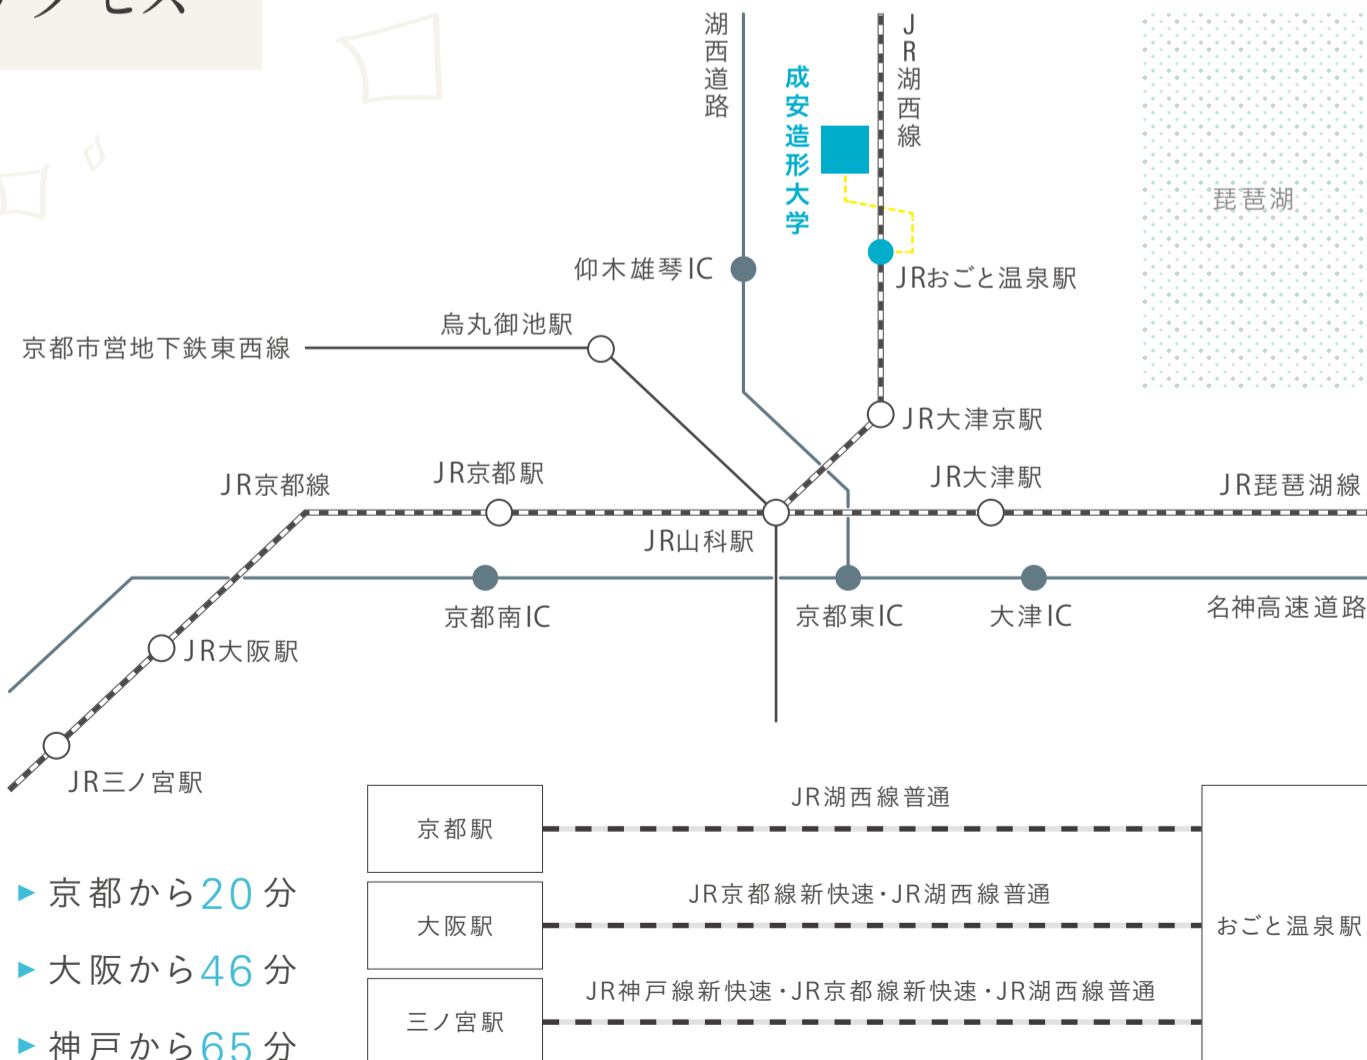 アクセス
湖西道路
JR湖西線
成安造形大学
琵琶湖
仰木雄琴IC
JRおごと温泉駅
烏丸御池駅
京都市営地下鉄東西線
JR大津京駅
JR京都線
JR京都駅
JR大津駅
JR琵琶湖線
JR山科駅
京都南IC
京都東IC
大津IC
名神高速道路
JR大阪駅
JR三ノ宮駅
▶ 京都から20分
▶ 大阪から46分
▶ 神戸から65分
京都駅
JR湖西線普通
大阪駅
JR京都線新快速・JR湖西線普通
おごと温泉駅
三ノ宮駅
JR神戸線新快速・JR京都線新快速・JR湖西線普通